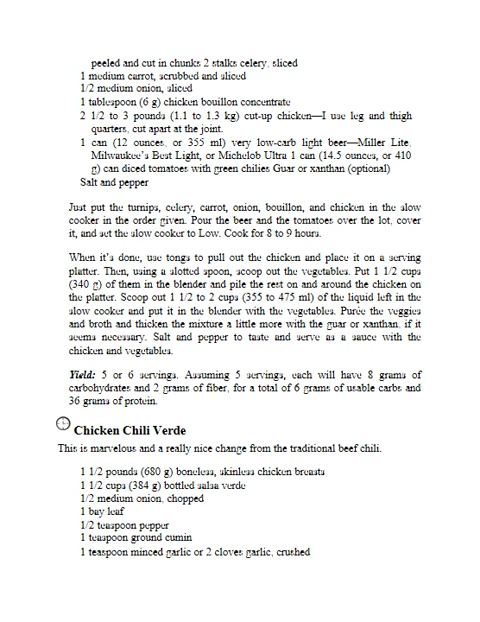 peeled and cut in chunks 2 stalks celery, sliced
1 medium carrot, scrubbed and sliced
1/2 medium onion, sliced
1 tablespoon (6 g) chicken bouillon concentrate
2 1/2 to 3 pounds (1.1 to 1.3 kg) cut-up chicken—I use leg and thigh
quarters, cut apart at the joint.
1 can (12 ounces, or 355 ml) very low-carb light beer—Miller Lite,
Milwaukee's Best Light, or Michelob Ultra 1 can (14.5 ounces, or 410
g) can diced tomatoes with green chilies Guar or xanthan (optional)
Salt and pepper
Just put the turnips, celery, carrot, onion, bouillon, and chicken in the slow
cooker in the order given. Pour the beer and the tomatoes over the lot, cover
it, and set the slow cooker to Low. Cook for 8 to 9 hours.
When it's done, use tongs to pull out the chicken and place it on a serving
platter. Then, using a slotted spoon, scoop out the vegetables. Put 1 1/2 cups
(340 g) of them in the blender and pile the rest on and around the chicken on
the platter. Scoop out 1 1/2 to 2 cups (355 to 475 ml) of the liquid left in the
slow cooker and put it in the blender with the vegetables. Purée the veggies
and broth and thicken the mixture a little more with the guar or xanthan, if it
seems necessary. Salt and pepper to taste and serve as a sauce with the
chicken and vegetables.
Yield: 5 or 6 servings. Assuming 5 servings, each will have 8 grams of
carbohydrates and 2 grams of fiber, for a total of 6 grams of usable carbs and
36 grams of protein.
Chicken Chili Verde
This is marvelous and a really nice change from the traditional beef chili.
1 1/2 pounds (680 g) boneless, skinless chicken breasts
1 1/2 cups (384 g) bottled salsa verde
1/2 medium onion, chopped
1 bay leaf
1/2 teaspoon pepper
1 teaspoon ground cumin
1 teaspoon minced garlic or 2 cloves garlic, crushed